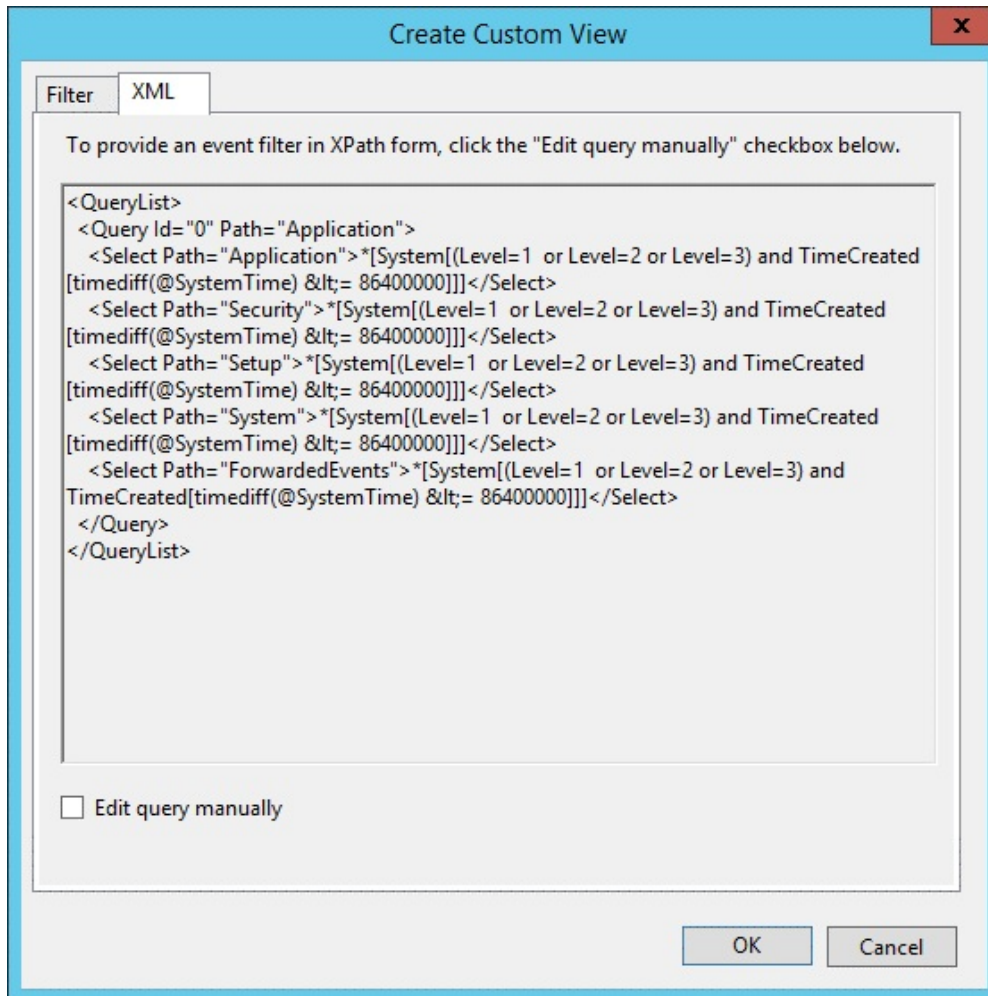 Create Custom View
x
Filter
XML
To provide an event filter in XPath form, click the "Edit query manually" checkbox below.
<QueryList>
  <Query Id="0" Path="Application">
    <Select Path="Application">*[System[(Level=1  or Level=2 or Level=3) and TimeCreated
[timediff(@SystemTime) &lt;= 86400000]]]</Select>
    <Select Path="Security">*[System[(Level=1  or Level=2 or Level=3) and TimeCreated
[timediff(@SystemTime) &lt;= 86400000]]]</Select>
    <Select Path="Setup">*[System[(Level=1  or Level=2 or Level=3) and TimeCreated
[timediff(@SystemTime) &lt;= 86400000]]]</Select>
    <Select Path="System">*[System[(Level=1  or Level=2 or Level=3) and TimeCreated
[timediff(@SystemTime) &lt;= 86400000]]]</Select>
    <Select Path="ForwardedEvents">*[System[(Level=1  or Level=2 or Level=3) and
TimeCreated[timediff(@SystemTime) &lt;= 86400000]]]</Select>
  </Query>
</QueryList>
Edit query manually
OK
Cancel